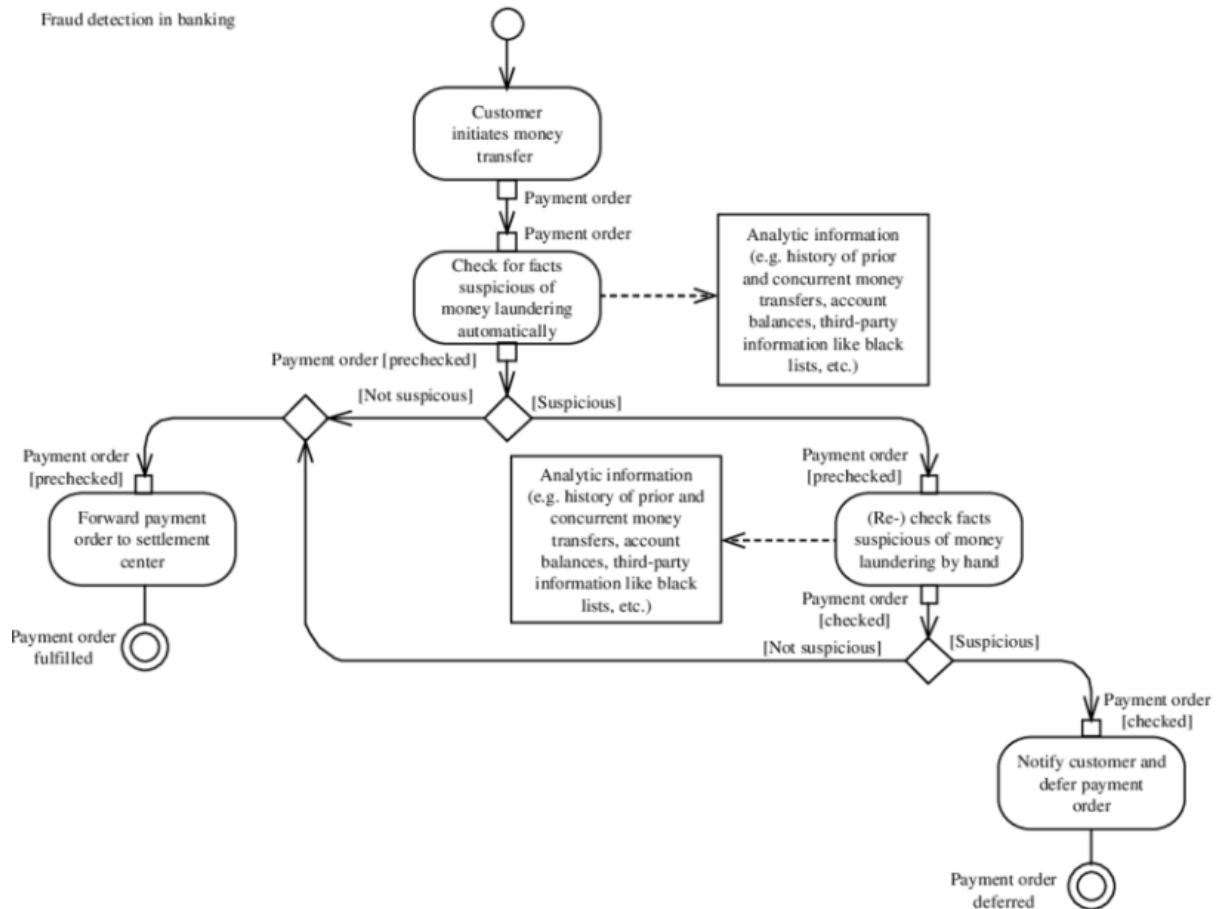 Fraud detection in banking
Customer
initiates money
transfer
Payment order
Payment order
Check for facts
suspicious of
money laundering
automatically
Analytic information
(e.g. history of prior
and concurrent money
transfers, account
balances, third-party
information like black
lists, etc.)
Payment order [prechecked]
[Not suspicous]
[Suspicious]
Payment order
[prechecked]
Forward payment
order to settlement
center
Payment order
fulfilled
Analytic information
(e.g. history of prior and
concurrent money
transfers, account
balances, third-party
information like black
lists, etc.)
Payment order
[prechecked]
(Re-) check facts
suspicious of money
laundering by hand
Payment order
[checked]
[Not suspicious]
[Suspicious]
Payment order
[checked]
Notify customer and
defer payment
order
Payment order
deferred